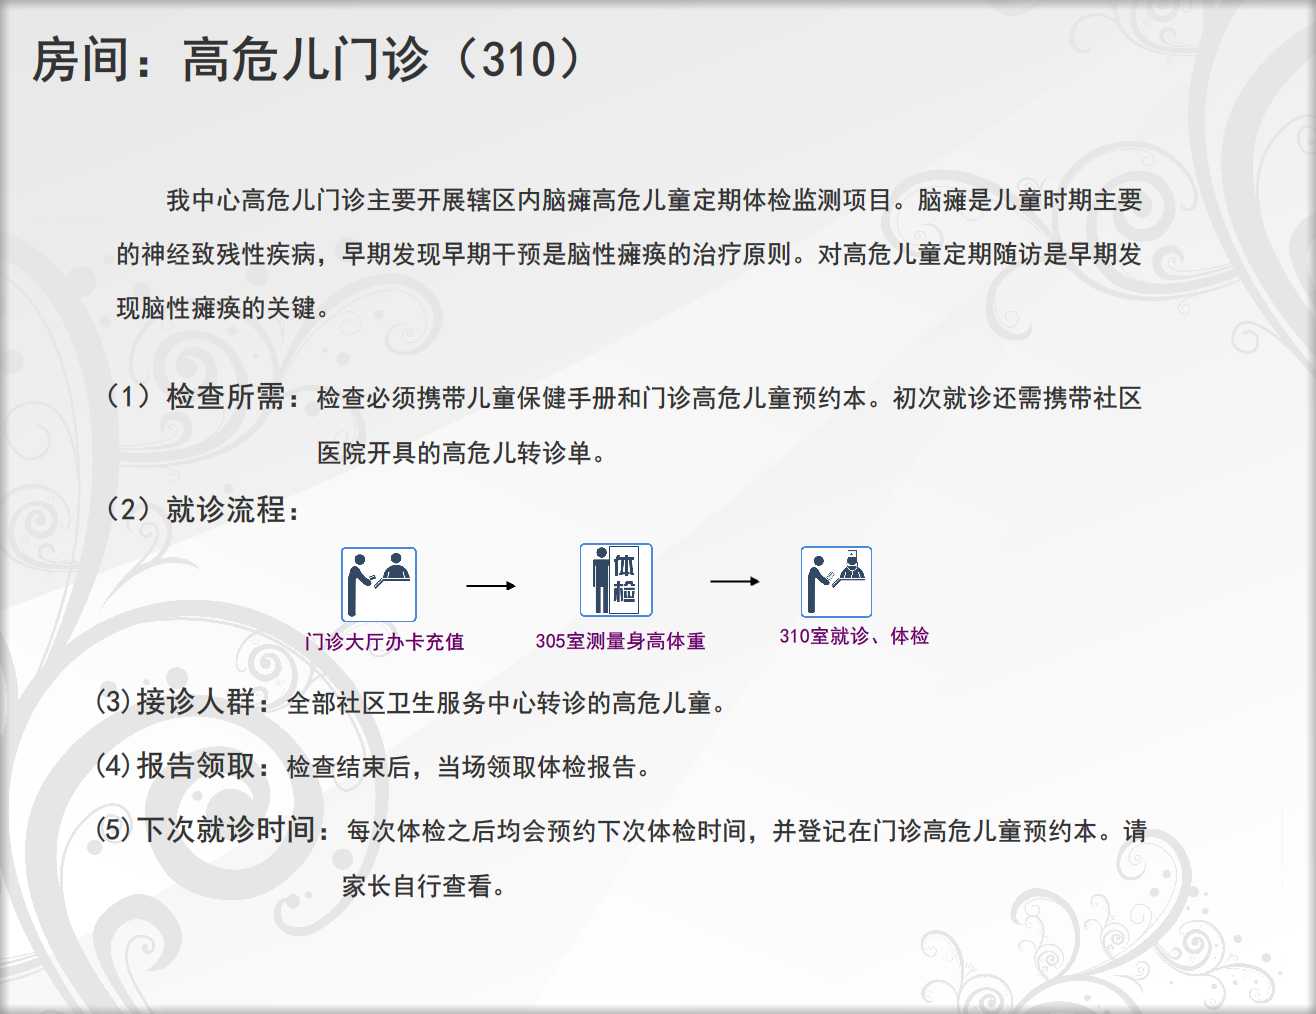 房间：高危儿门诊（310）
我中心高危儿门诊主要开展辖区内脑瘫高危儿童定期体检监测项目。脑瘫是儿童时期主要
的神经致残性疾病，早期发现早期干预是脑性瘫痪的治疗原则。对高危儿童定期随访是早期发
现脑性瘫痪的关键。
（1）检查所需：检查必须携带儿童保健手册和门诊高危儿童预约本。初次就诊还需携带社区
医院开具的高危儿转诊单。
（2）就诊流程：
体
检
门诊大厅办卡充值
305室测量身高体重
310室就诊、体检
(3)接诊人群：全部社区卫生服务中心转诊的高危儿童。
(4)报告领取：检查结束后，当场领取体检报告。
(5)下次就诊时间：每次体检之后均会预约下次体检时间，并登记在门诊高危儿童预约本。请
家长自行查看。